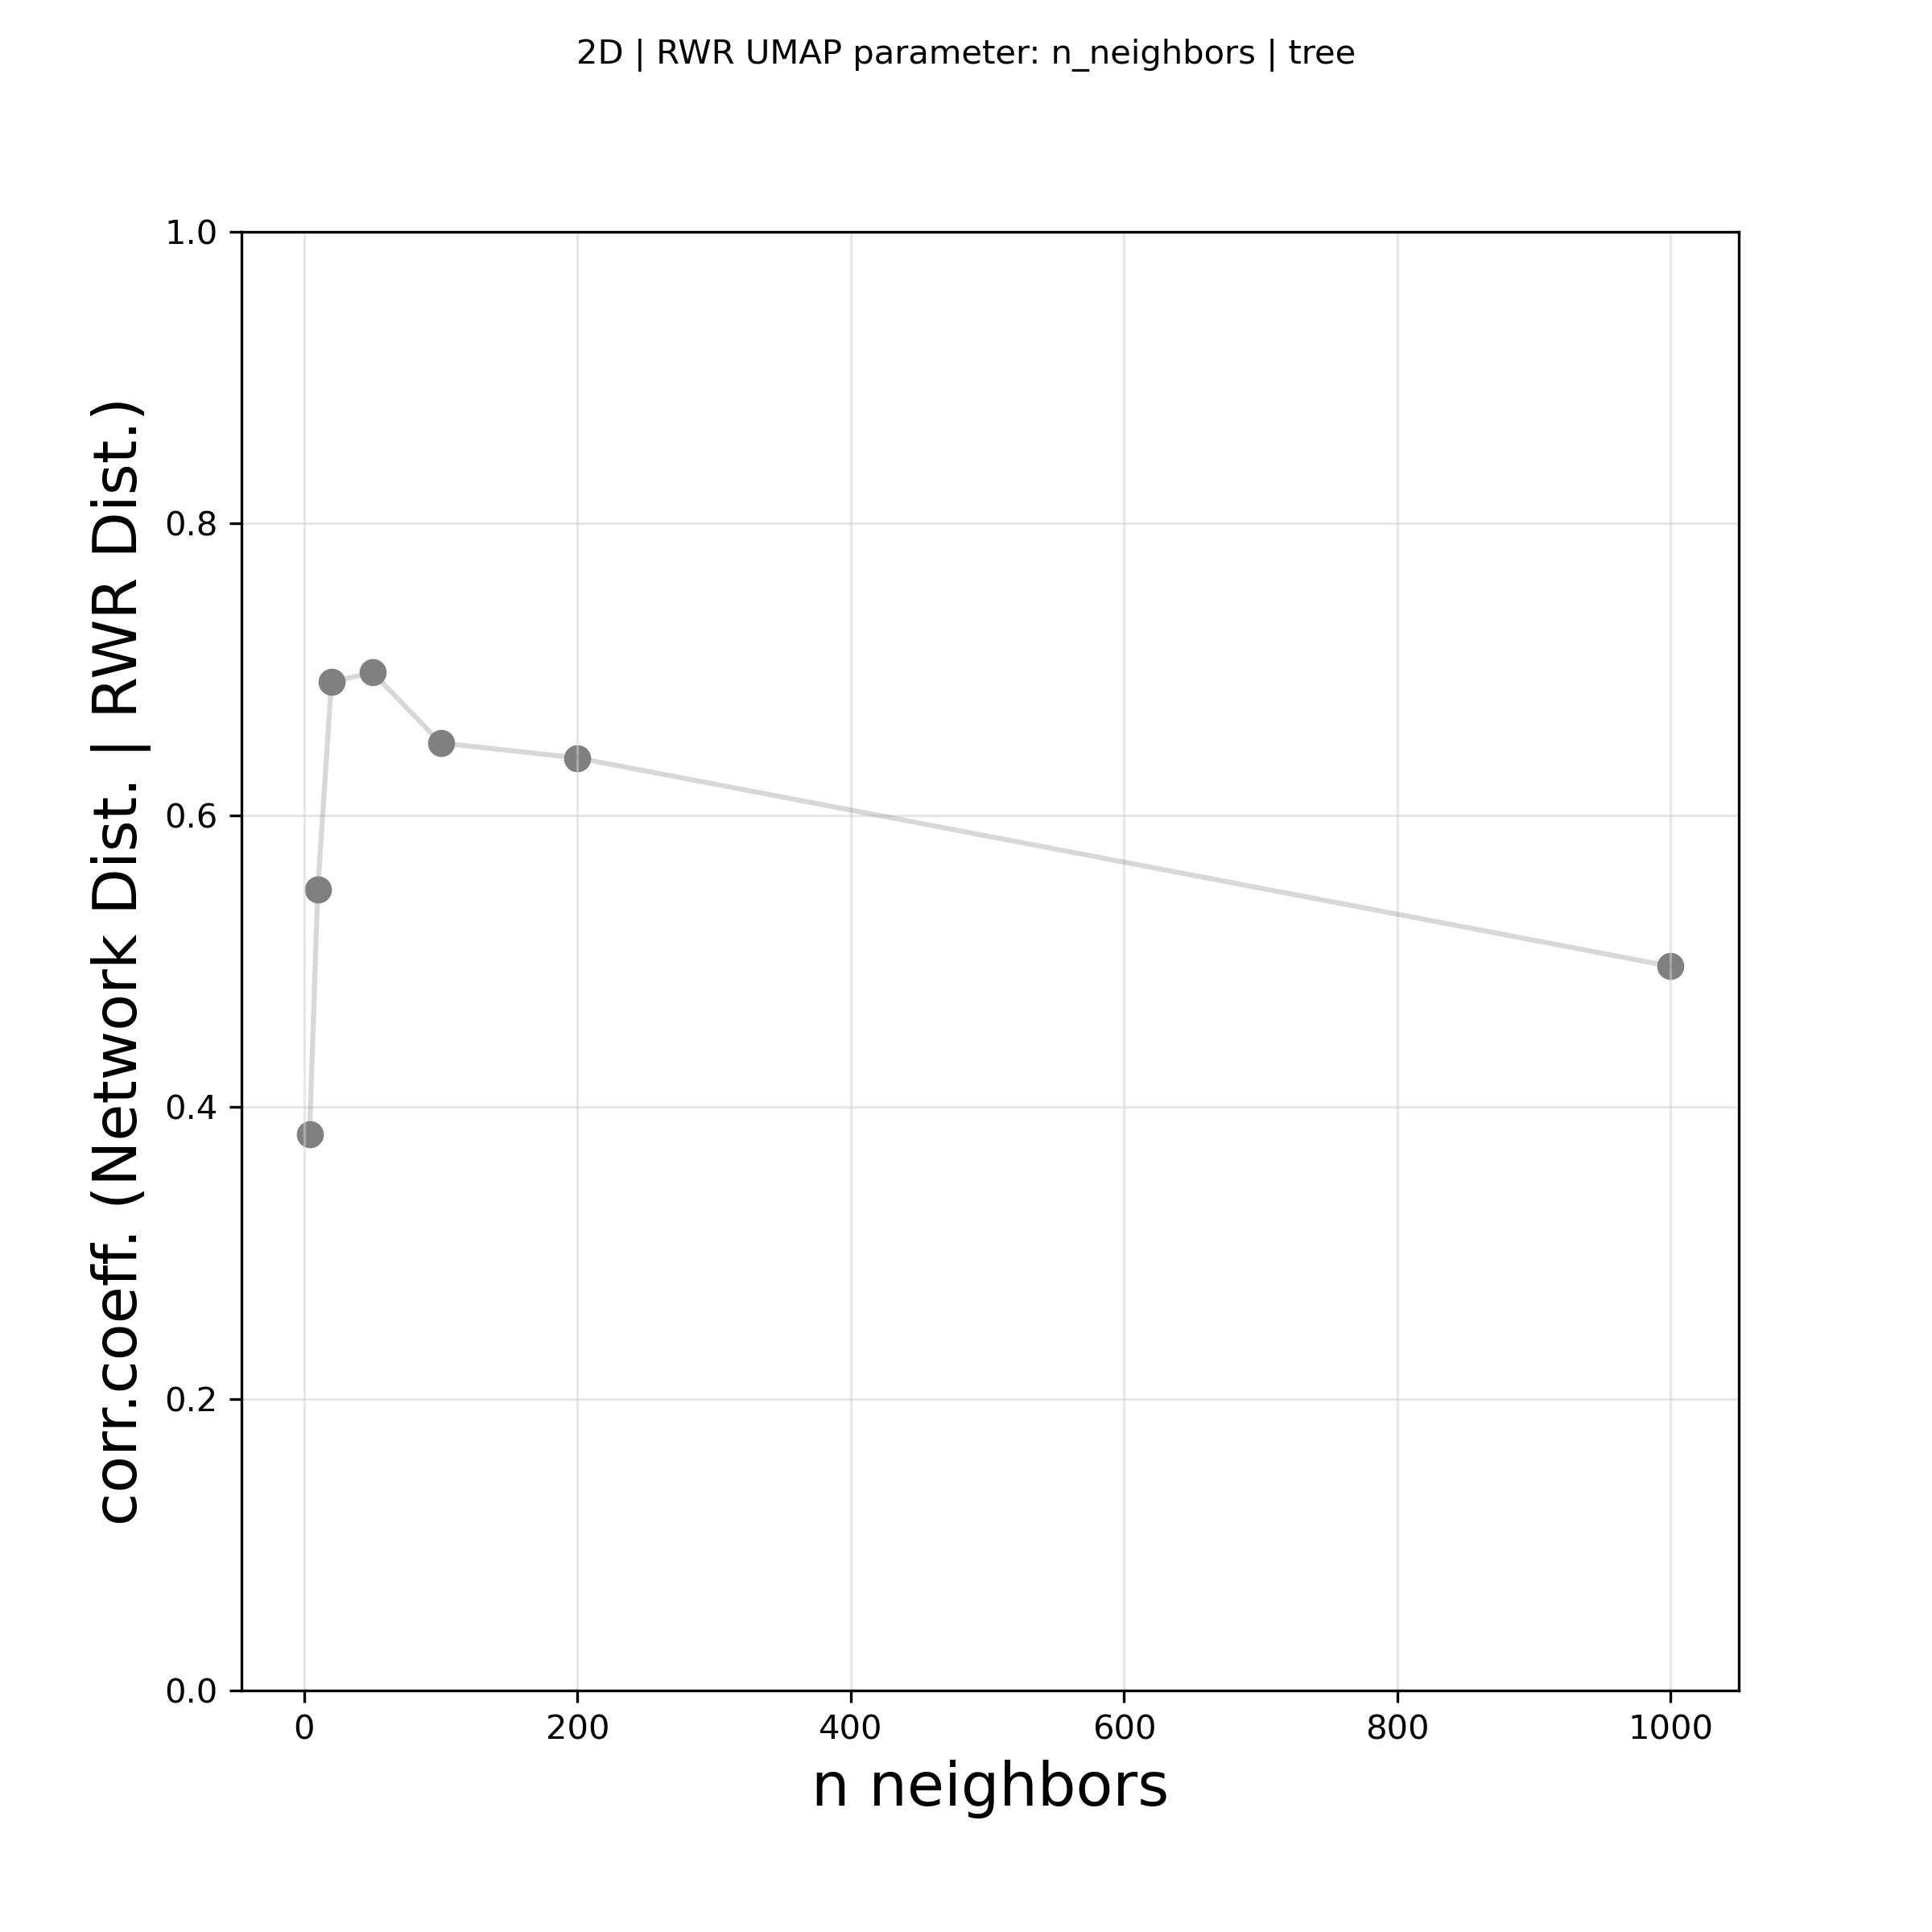 2D | RWR UMAP parameter: n_neighbors | tree
corr.coeff. (Network Dist. | RWR Dist.)
1.0
0.8
0.6
0.4
0.2
0.0
0 200 400 600 800 1000
n neighbors